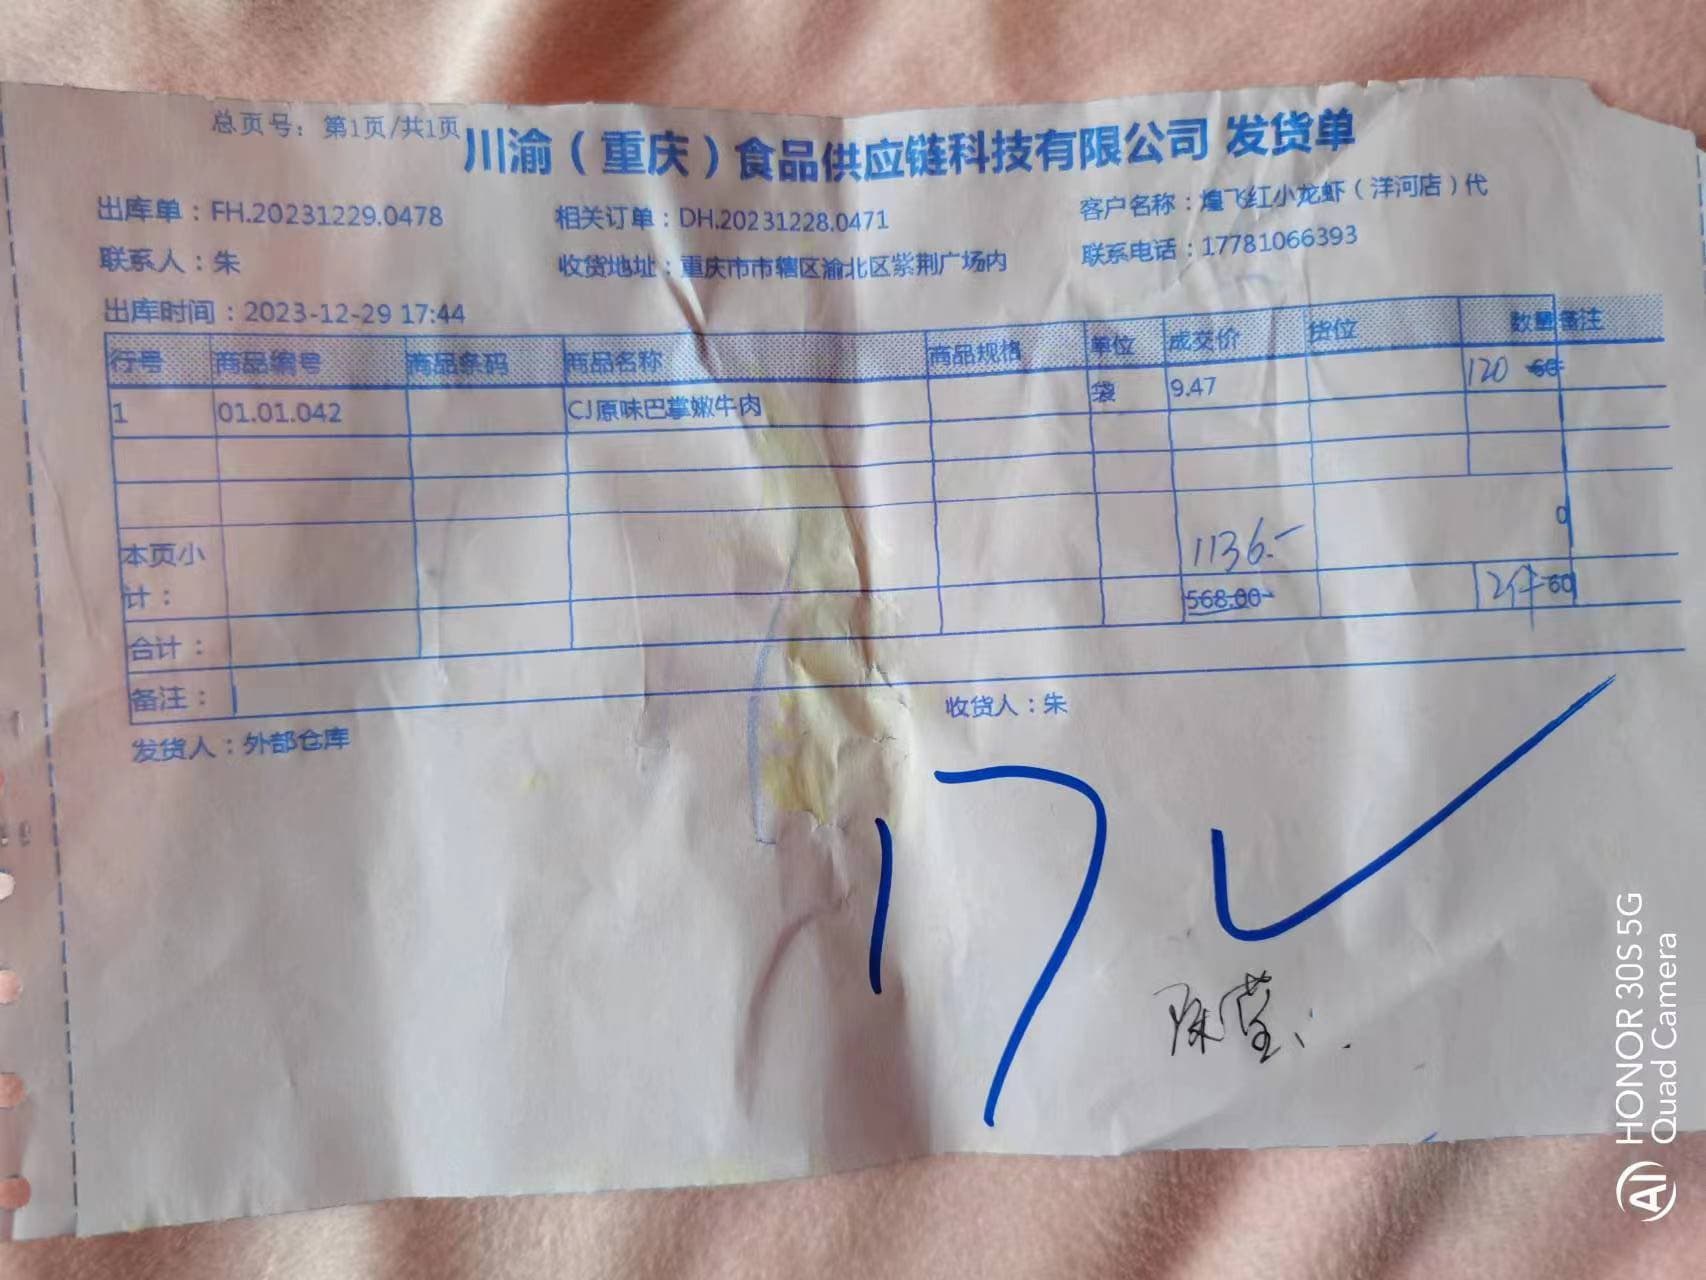 总页号：第1页/共1页
川渝（重庆）食品供应链科技有限公司 发货单
出库单：FH.20231229.0478 相关订单：DH.20231228.0471 客户名称：煌飞红小龙虾（洋河店）代
联系人：朱 收货地址：重庆市市辖区渝北区紫荆广场内 联系电话：17781066393
出库时间：2023-12-29 17:44
行号 商品编号 商品条码 商品名称 商品规格 单位 成交价 货位 数量 备注
1 01.01.042 CJ原味巴掌嫩牛肉 袋 9.47 120 60
本页小计： 1136.- 0
568.00 2件 60
合计：
备注：
发货人：外部仓库 收货人：朱
17
HONOR 30S 5G
Quad Camera
AI